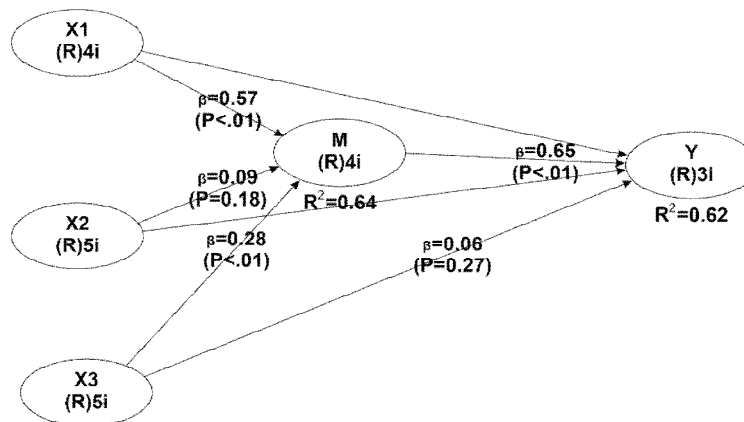 X1
(R)4i
β=0.57
(P<.01)
M
(R)4i
R²=0.64
β=0.65
(P<.01)
Y
(R)3i
R²=0.62
β=0.09
(P=0.18)
X2
(R)5i
β=0.28
(P<.01)
β=0.06
(P=0.27)
X3
(R)5i